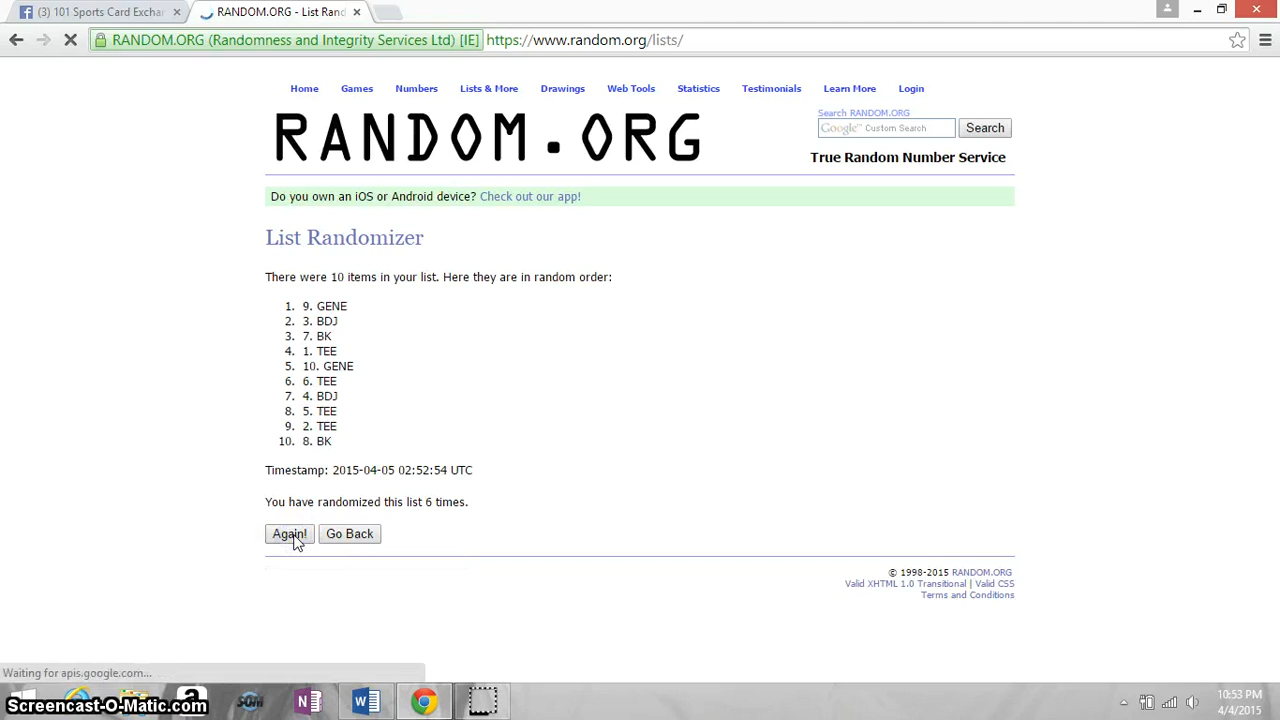 (3) 101 Sports Card Exchan
RANDOM.ORG - List Rand
RANDOM.ORG (Randomness and Integrity Services Ltd) [IE] https://www.random.org/lists/
Home Games Numbers Lists & More Drawings Web Tools Statistics Testimonials Learn More Login
RANDOM.ORG
Search RANDOM.ORG
Google™ Custom Search Search
True Random Number Service
Do you own an iOS or Android device? Check out our app!
List Randomizer
There were 10 items in your list. Here they are in random order:
1. 9. GENE
2. 3. BDJ
3. 7. BK
4. 1. TEE
5. 10. GENE
6. 6. TEE
7. 4. BDJ
8. 5. TEE
9. 2. TEE
10. 8. BK
Timestamp: 2015-04-05 02:52:54 UTC
You have randomized this list 6 times.
Again! Go Back
© 1998-2015 RANDOM.ORG
Valid XHTML 1.0 Transitional | Valid CSS
Terms and Conditions
Waiting for apis.google.com...
Screencast-O-Matic.com
SOM
10:53 PM
4/4/2015